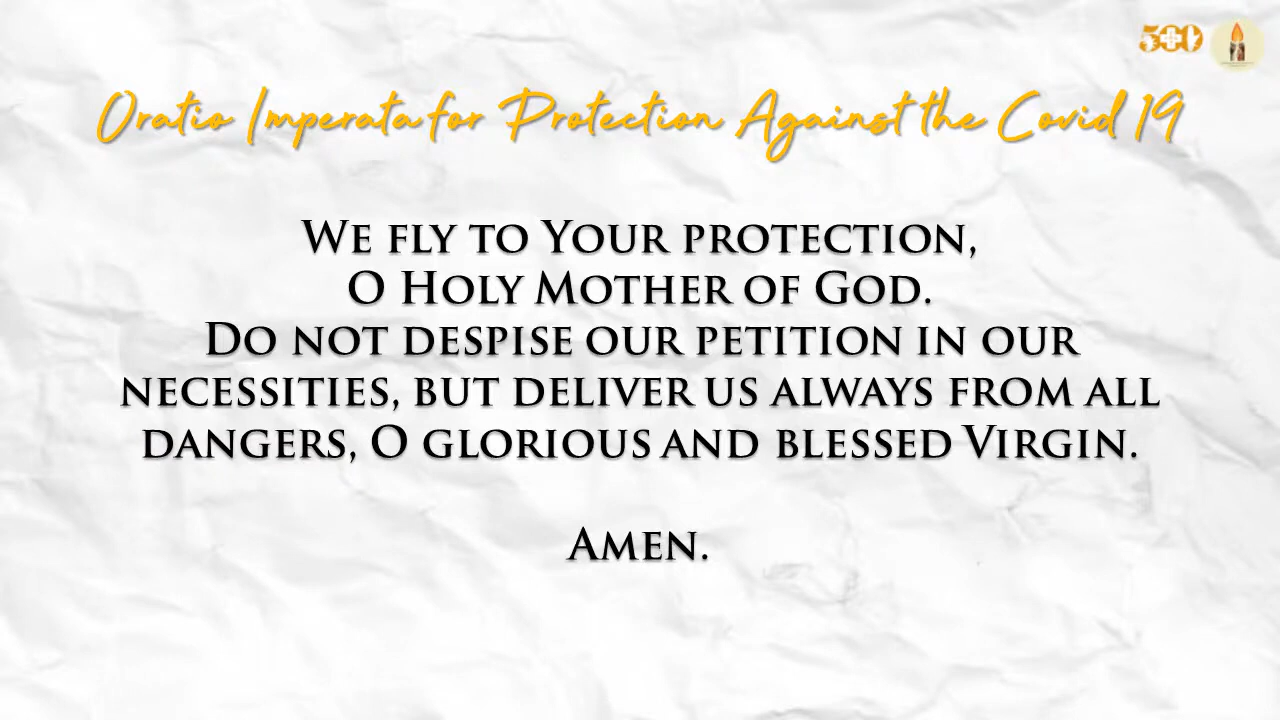 500
Oratio Imperata for Protection Against the Covid 19
We fly to Your protection,
O Holy Mother of God.
Do not despise our petition in our
necessities, but deliver us always from all
dangers, O glorious and blessed Virgin.
Amen.